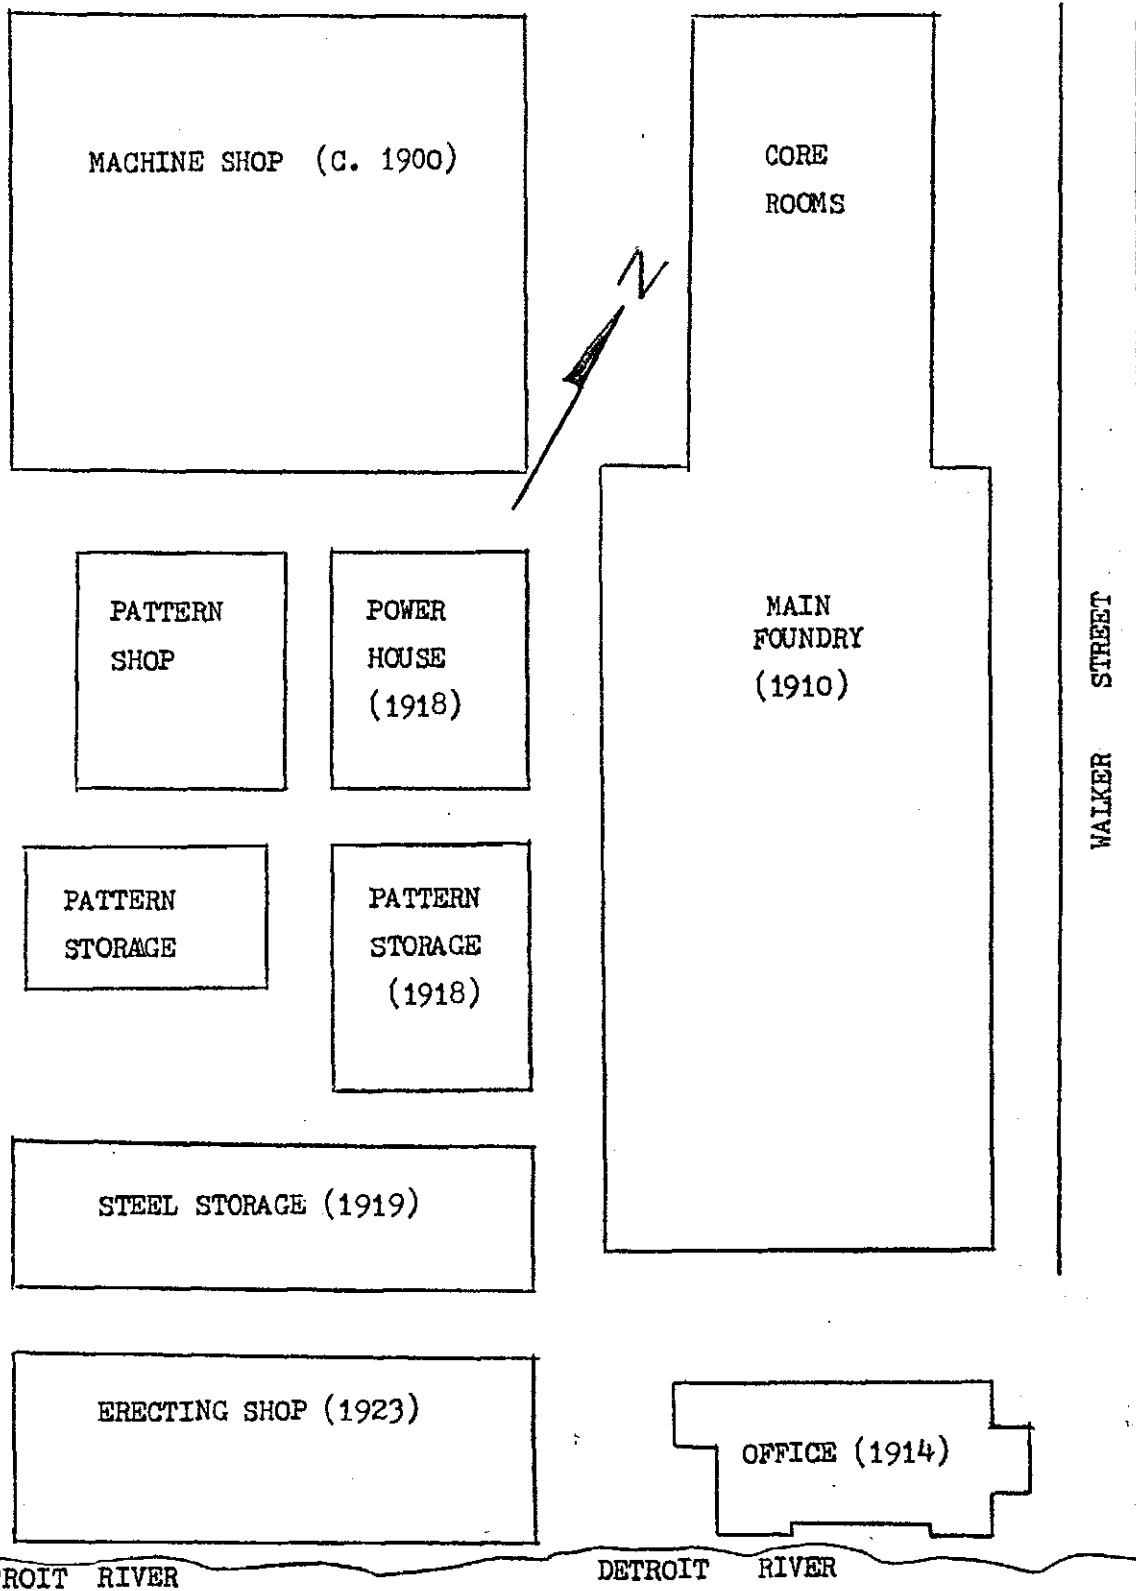 MACHINE SHOP (C. 1900)
CORE
ROOMS
N
PATTERN
SHOP
POWER
HOUSE
(1918)
MAIN
FOUNDRY
(1910)
WALKER STREET
PATTERN
STORAGE
PATTERN
STORAGE
(1918)
STEEL STORAGE (1919)
ERECTING SHOP (1923)
OFFICE (1914)
ROIT RIVER
DETROIT RIVER